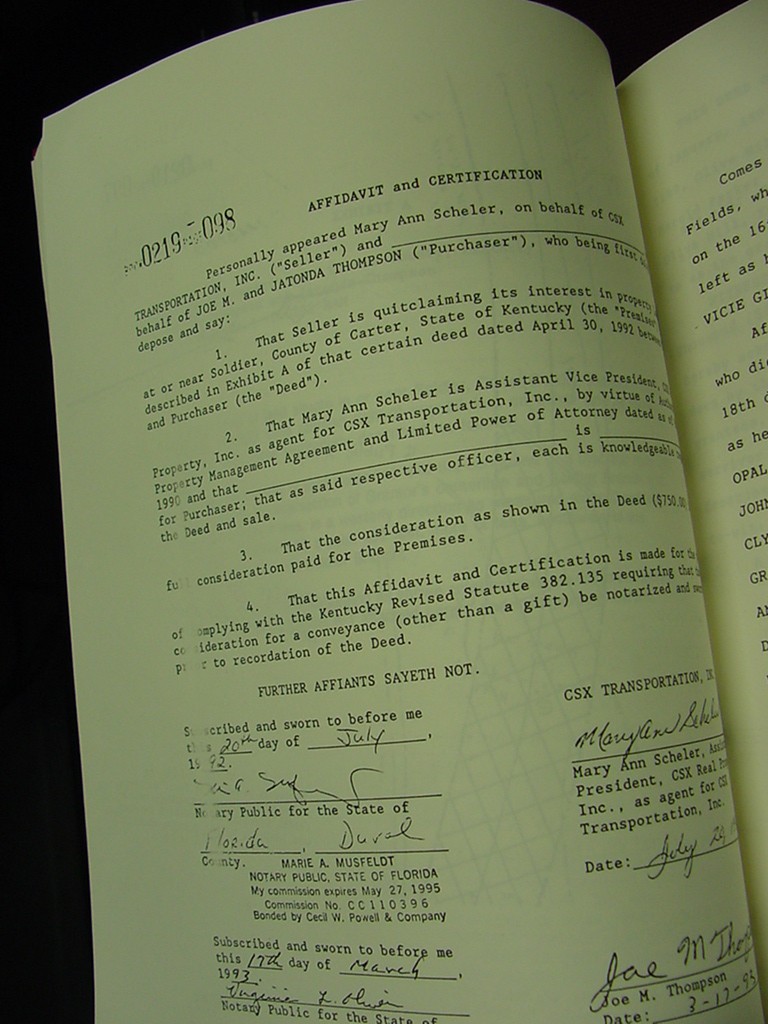 0219 098
AFFIDAVIT and CERTIFICATION
Personally appeared Mary Ann Scheler, on behalf of CSX
TRANSPORTATION, INC. ("Seller") and
behalf of JOE M. and JATONDA THOMPSON ("Purchaser"), who being first
depose and say:
1. That Seller is quitclaiming its interest in property
at or near Soldier, County of Carter, State of Kentucky (the "Premises"
described in Exhibit A of that certain deed dated April 30, 1992 between
and Purchaser (the "Deed").
2. That Mary Ann Scheler is Assistant Vice President,
Property, Inc. as agent for CSX Transportation, Inc., by virtue of
Property Management Agreement and Limited Power of Attorney dated as of
1990 and that is
for Purchaser; that as said respective officer, each is knowledgeable
the Deed and sale.
3. That the consideration as shown in the Deed ($750.00
consideration paid for the Premises.
4. That this Affidavit and Certification is made for the
of complying with the Kentucky Revised Statute 382.135 requiring that
consideration for a conveyance (other than a gift) be notarized and
prior to recordation of the Deed.
FURTHER AFFIANTS SAYETH NOT.
Subscribed and sworn to before me
this 20th day of July,
1992.
Notary Public for the State of
Florida, Duval
County.
MARIE A. MUSFELDT
NOTARY PUBLIC, STATE OF FLORIDA
My commission expires May 27, 1995
Commission No. CC110396
Bonded by Cecil W. Powell & Company
Subscribed and sworn to before me
this 17th day of March,
1993.
Virginia L. Oliver
Notary Public for the State of
CSX TRANSPORTATION,
Mary Ann Scheler
Mary Ann Scheler,
President, CSX Real
Inc., as agent for CSX
Transportation, Inc.
Date: July 20
Joe M Thompson
Joe M. Thompson
Date: 3-17-93
Comes
Fields,
on the 16
left as
VICIE
who
18th
as
OPAL